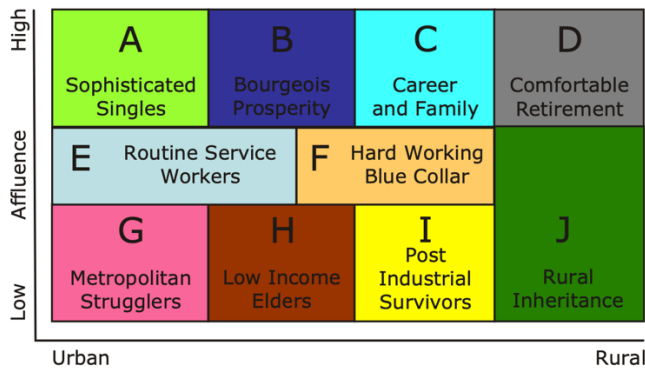 High
A
B
C
D
Sophisticated
Singles
Bourgeois
Prosperity
Career
and Family
Comfortable
Retirement
Affluence
E
Routine Service
Workers
F
Hard Working
Blue Collar
G
H
I
J
Metropolitan
Strugglers
Low Income
Elders
Post
Industrial
Survivors
Rural
Inheritance
Low
Urban
Rural